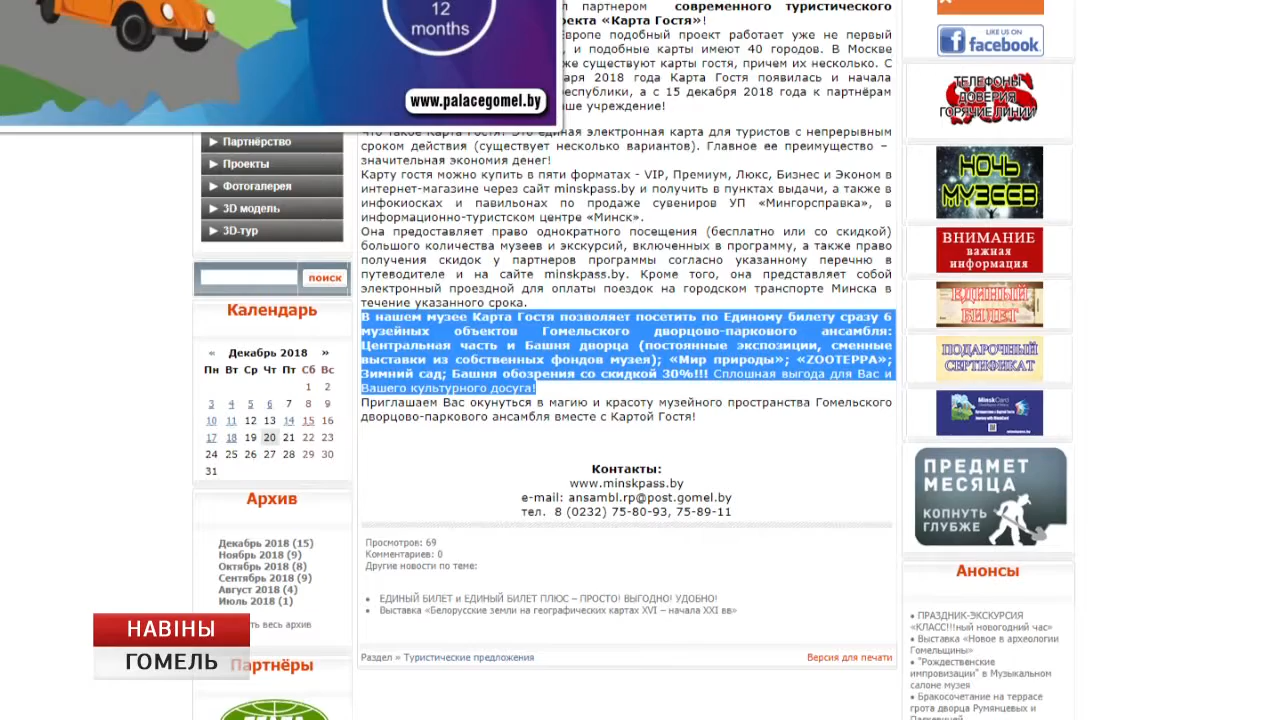 12
months
www.palacegomel.by
Партнёрство
Проекты
Фотогалерея
3D модель
3D-тур
поиск
Календарь
« Декабрь 2018 »
Пн Вт Ср Чт Пт Сб Вс
1 2
3 4 5 6 7 8 9
10 11 12 13 14 15 16
17 18 19 20 21 22 23
24 25 26 27 28 29 30
31
Архив
Декабрь 2018 (15)
Ноябрь 2018 (9)
Октябрь 2018 (8)
Сентябрь 2018 (9)
Август 2018 (4)
Июль 2018 (1)
весь архив
Партнёры
НАВІНЫ
ГОМЕЛЬ
партнером современного туристического
«Карта Гостя»!
подобный проект работает уже не первый
и подобные карты имеют 40 городов. В Москве
существуют карты гостя, причем их несколько. С
2018 года Карта Гостя появилась и начала
а с 15 декабря 2018 года к партнёрам
учреждение!
Что такое Карта Гостя? Это единая электронная карта для туристов с непрерывным
сроком действия (существует несколько вариантов). Главное ее преимущество –
значительная экономия денег!
Карту гостя можно купить в пяти форматах - VIP, Премиум, Люкс, Бизнес и Эконом в
интернет-магазине через сайт minskpass.by и получить в пунктах выдачи, а также в
инфокиосках и павильонах по продаже сувениров УП «Мингорсправка», в
информационно-туристском центре «Минск».
Она предоставляет право однократного посещения (бесплатно или со скидкой)
большого количества музеев и экскурсий, включенных в программу, а также право
получения скидок у партнеров программы согласно указанному перечню в
путеводителе и на сайте minskpass.by. Кроме того, она представляет собой
электронный проездной для оплаты поездок на городском транспорте Минска в
течение указанного срока.
В нашем музее Карта Гостя позволяет посетить по Единому билету сразу 6
музейных объектов Гомельского дворцово-паркового ансамбля:
Центральная часть и Башня дворца (постоянные экспозиции, сменные
выставки из собственных фондов музея); «Мир природы»; «ZOOТЕРРА»;
Зимний сад; Башня обозрения со скидкой 30%!!! Сплошная выгода для Вас и
Вашего культурного досуга!
Приглашаем Вас окунуться в магию и красоту музейного пространства Гомельского
дворцово-паркового ансамбля вместе с Картой Гостя!
Контакты:
www.minskpass.by
e-mail: ansambl.rp@post.gomel.by
тел. 8 (0232) 75-80-93, 75-89-11
Просмотров: 69
Комментариев: 0
Другие новости по теме:
• ЕДИНЫЙ БИЛЕТ и ЕДИНЫЙ БИЛЕТ ПЛЮС – ПРОСТО! ВЫГОДНО! УДОБНО!
• Выставка «Белорусские земли на географических картах XVI – начала XXI вв»
Раздел » Туристические предложения
Версия для печати
LIKE US ON
facebook
ТЕЛЕФОНЫ
ДОВЕРИЯ
ГОРЯЧИЕ ЛИНИИ
НОЧЬ
МУЗЕЕВ
ВНИМАНИЕ
важная
информация
ЕДИНЫЙ
БИЛЕТ
ПОДАРОЧНЫЙ
СЕРТИФИКАТ
MinskCard
ПРЕДМЕТ
МЕСЯЦА
КОПНУТЬ
ГЛУБЖЕ
Анонсы
• ПРАЗДНИК-ЭКСКУРСИЯ
«КЛАСС!!!ный новогодний час»
• Выставка «Новое в археологии
Гомельщины»
• "Рождественские
импровизации" в Музыкальном
салоне музея
• Бракосочетание на террасе
грота дворца Румянцевых и
Паскевичей